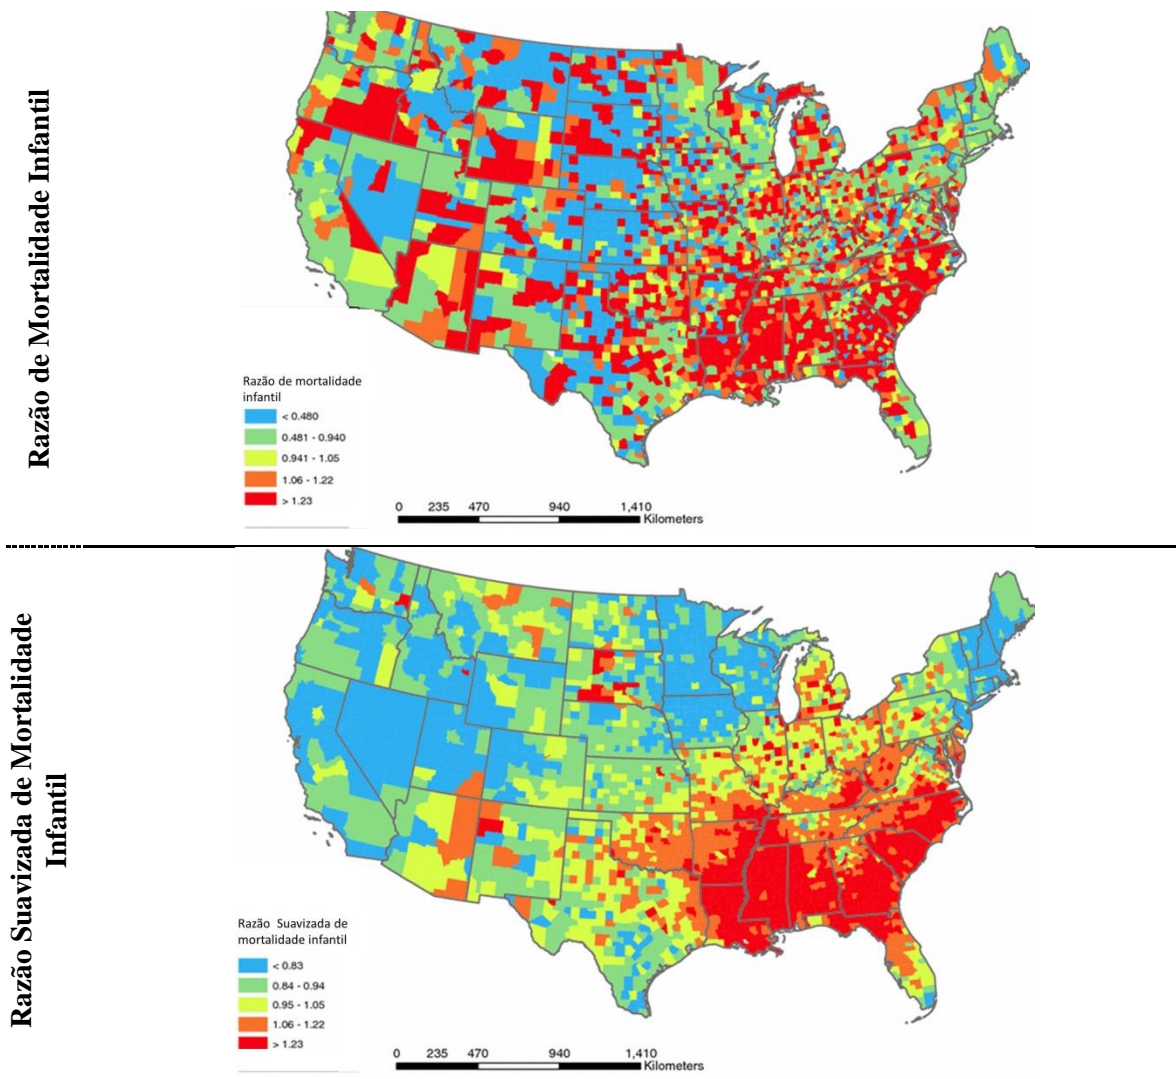 Razão de Mortalidade Infantil
Razão de mortalidade
infantil
< 0.480
0.481 - 0.940
0.941 - 1.05
1.06 - 1.22
> 1.23
0 235 470 940 1,410
Kilometers
Razão Suavizada de Mortalidade
Infantil
Razão Suavizada de
mortalidade infantil
< 0.83
0.84 - 0.94
0.95 - 1.05
1.06 - 1.22
> 1.23
0 235 470 940 1,410
Kilometers